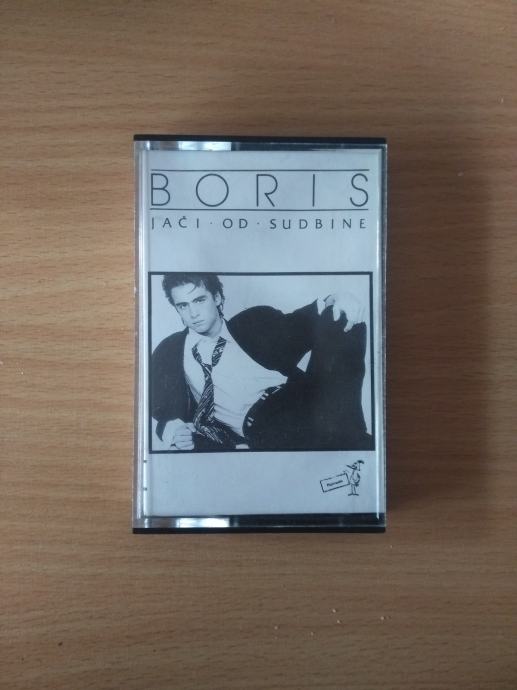 BORIS
JAČI · OD · SUDBINE